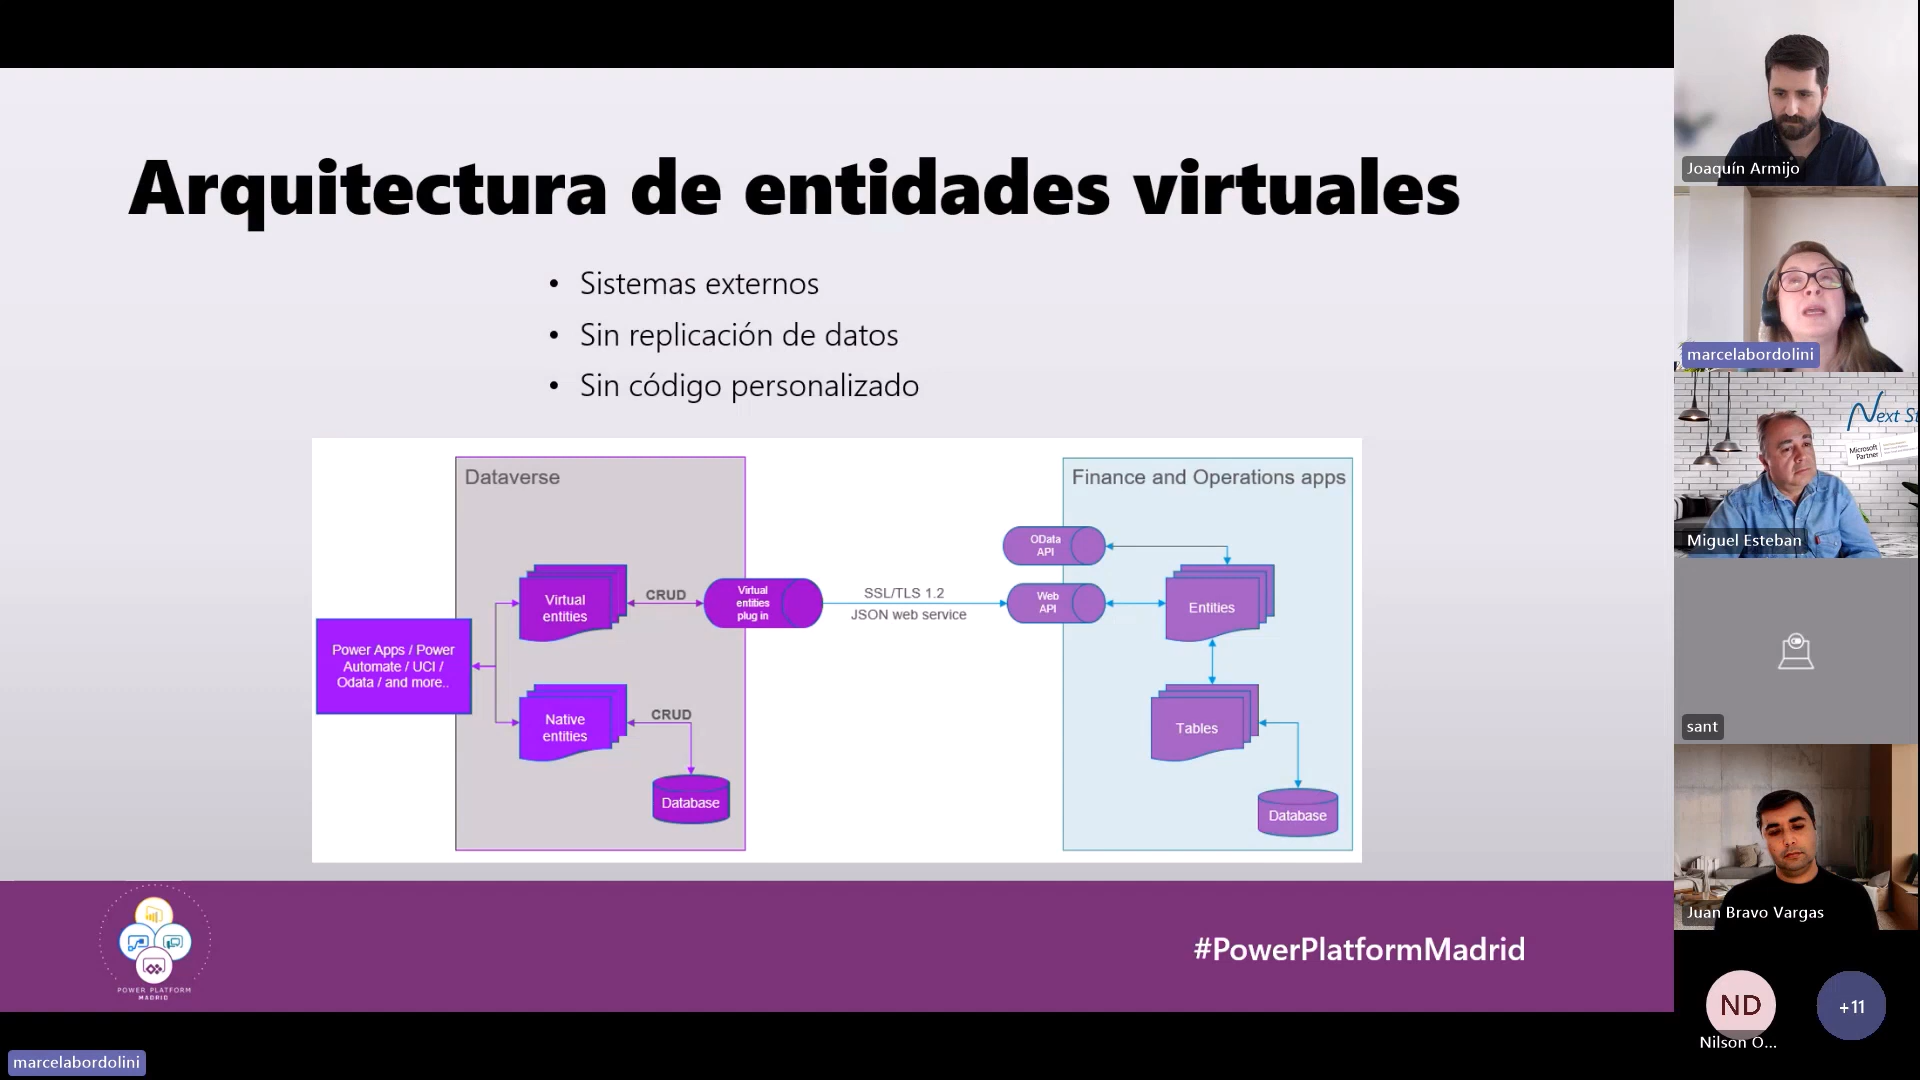 Arquitectura de entidades virtuales
• Sistemas externos
• Sin replicación de datos
• Sin código personalizado
Dataverse
Virtual
entities
CRUD
Virtual
entities
plug in
Power Apps / Power
Automate / UCI /
Odata / and more..
Native
entities
CRUD
Database
SSL/TLS 1.2
JSON web service
Finance and Operations apps
OData
API
Web
API
Entities
Tables
Database
POWER PLATFORM
MADRID
#PowerPlatformMadrid
marcelabordolini
Joaquín Armijo
marcelabordolini
Next St
Microsoft
Partner
Miguel Esteban
sant
Juan Bravo Vargas
ND
Nilson O...
+11